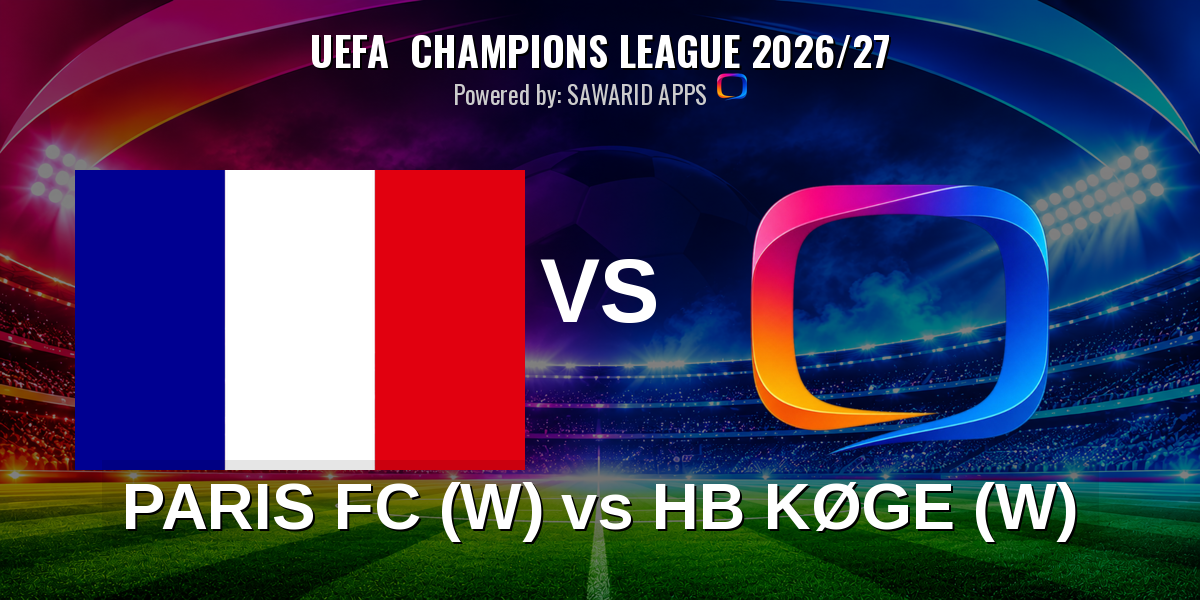 UEFA CHAMPIONS LEAGUE 2026/27
Powered by: SAWARID APPS
VS
PARIS FC (W) vs HB KØGE (W)